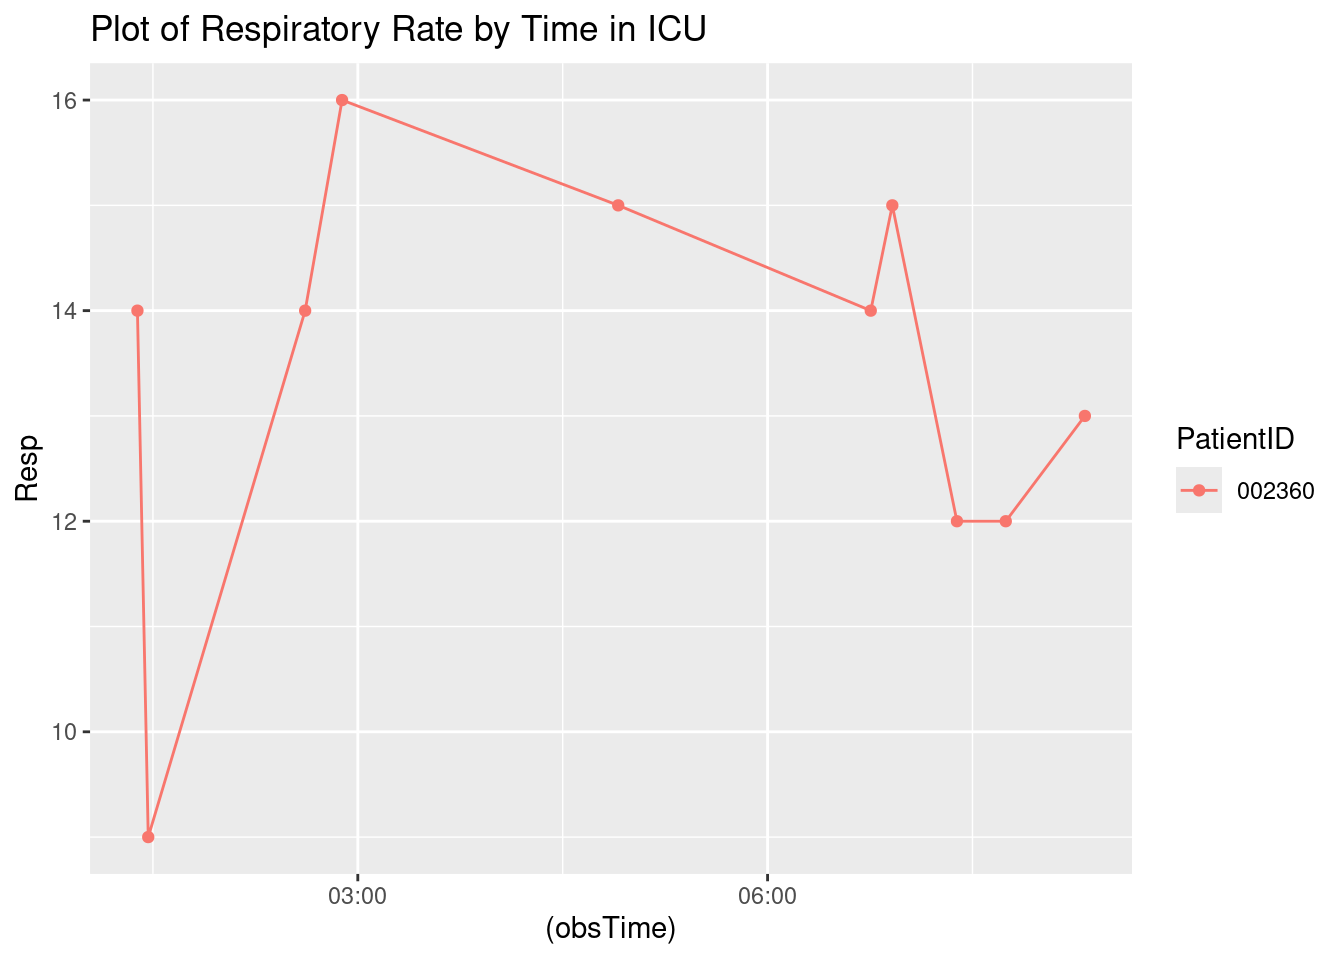 Plot of Respiratory Rate by Time in ICU
16
14
12
10
Resp
03:00
06:00
(obsTime)
PatientID
002360